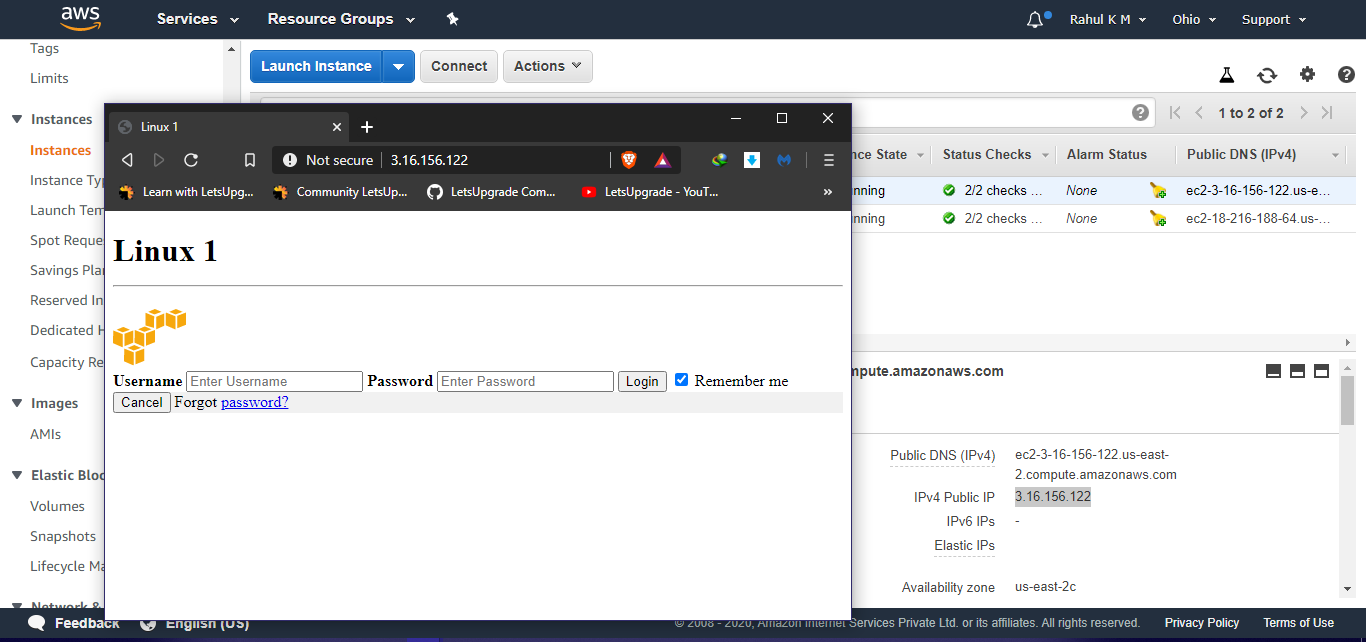 aws Services Resource Groups Rahul K M Ohio Support
Tags
Limits
Instances
Instances
Instance Typ
Launch Tem
Spot Reque
Savings Plan
Reserved In
Dedicated H
Capacity Re
Images
AMIs
Elastic Bloc
Volumes
Snapshots
Lifecycle Ma
Network &
Launch Instance Connect Actions
1 to 2 of 2
nce State Status Checks Alarm Status Public DNS (IPv4)
nning 2/2 checks ... None ec2-3-16-156-122.us-e...
nning 2/2 checks ... None ec2-18-216-188-64.us-...
Linux 1
Not secure 3.16.156.122
Learn with LetsUpg... Community LetsUp... LetsUpgrade Com... LetsUpgrade - YouT... »
Linux 1
Username Enter Username Password Enter Password Login Remember me
Cancel Forgot password?
mpute.amazonaws.com
Public DNS (IPv4) ec2-3-16-156-122.us-east-
2.compute.amazonaws.com
IPv4 Public IP 3.16.156.122
IPv6 IPs -
Elastic IPs
Availability zone us-east-2c
Feedback English (US) © 2008 - 2020, Amazon Internet Services Private Ltd. or its affiliates. All rights reserved. Privacy Policy Terms of Use